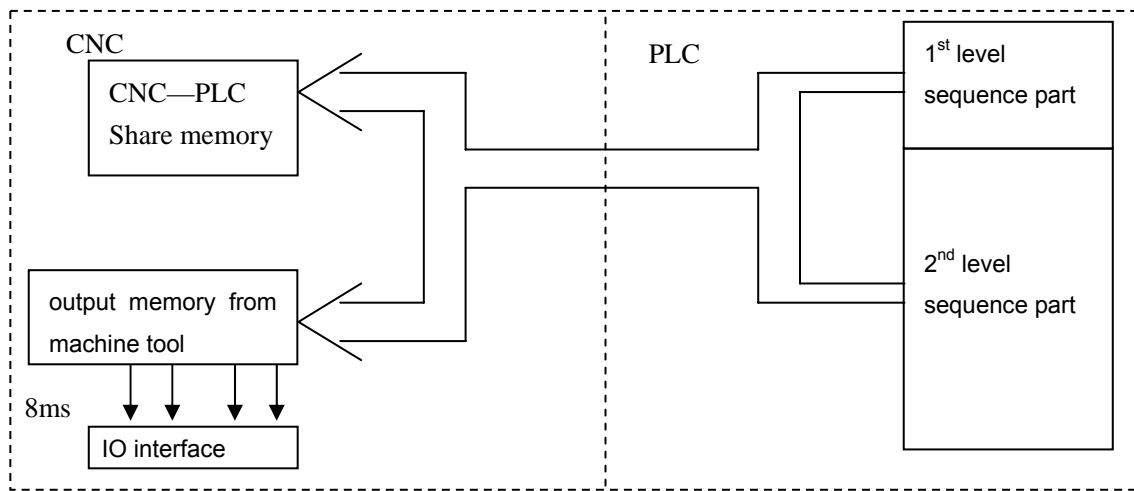 CNC
CNC—PLC
Share memory
PLC
1st level
sequence part
2nd level
sequence part
output memory from
machine tool
8ms
IO interface